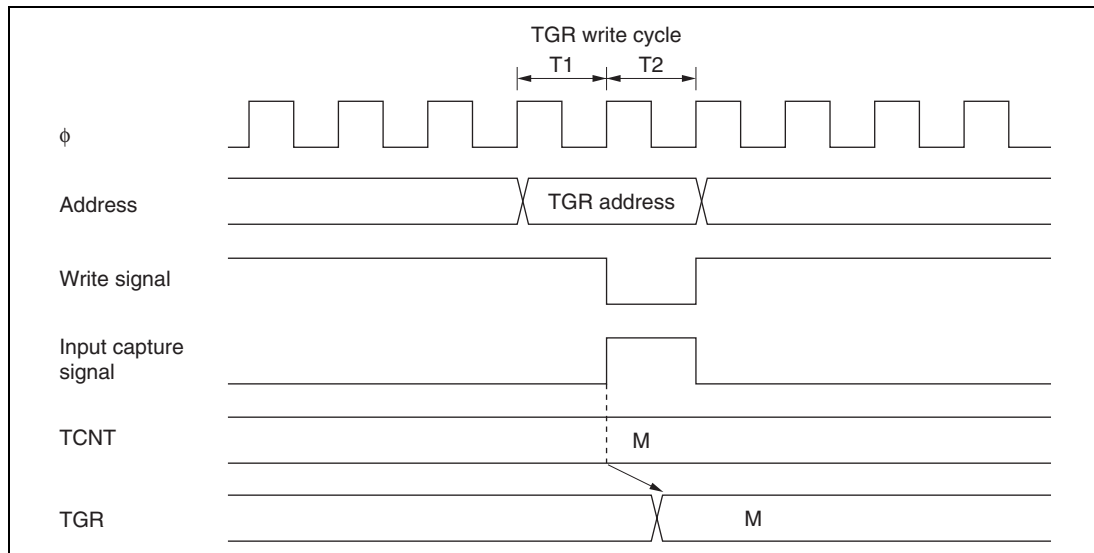 TGR write cycle
T1 T2
ϕ
Address
TGR address
Write signal
Input capture
signal
TCNT
M
TGR
M